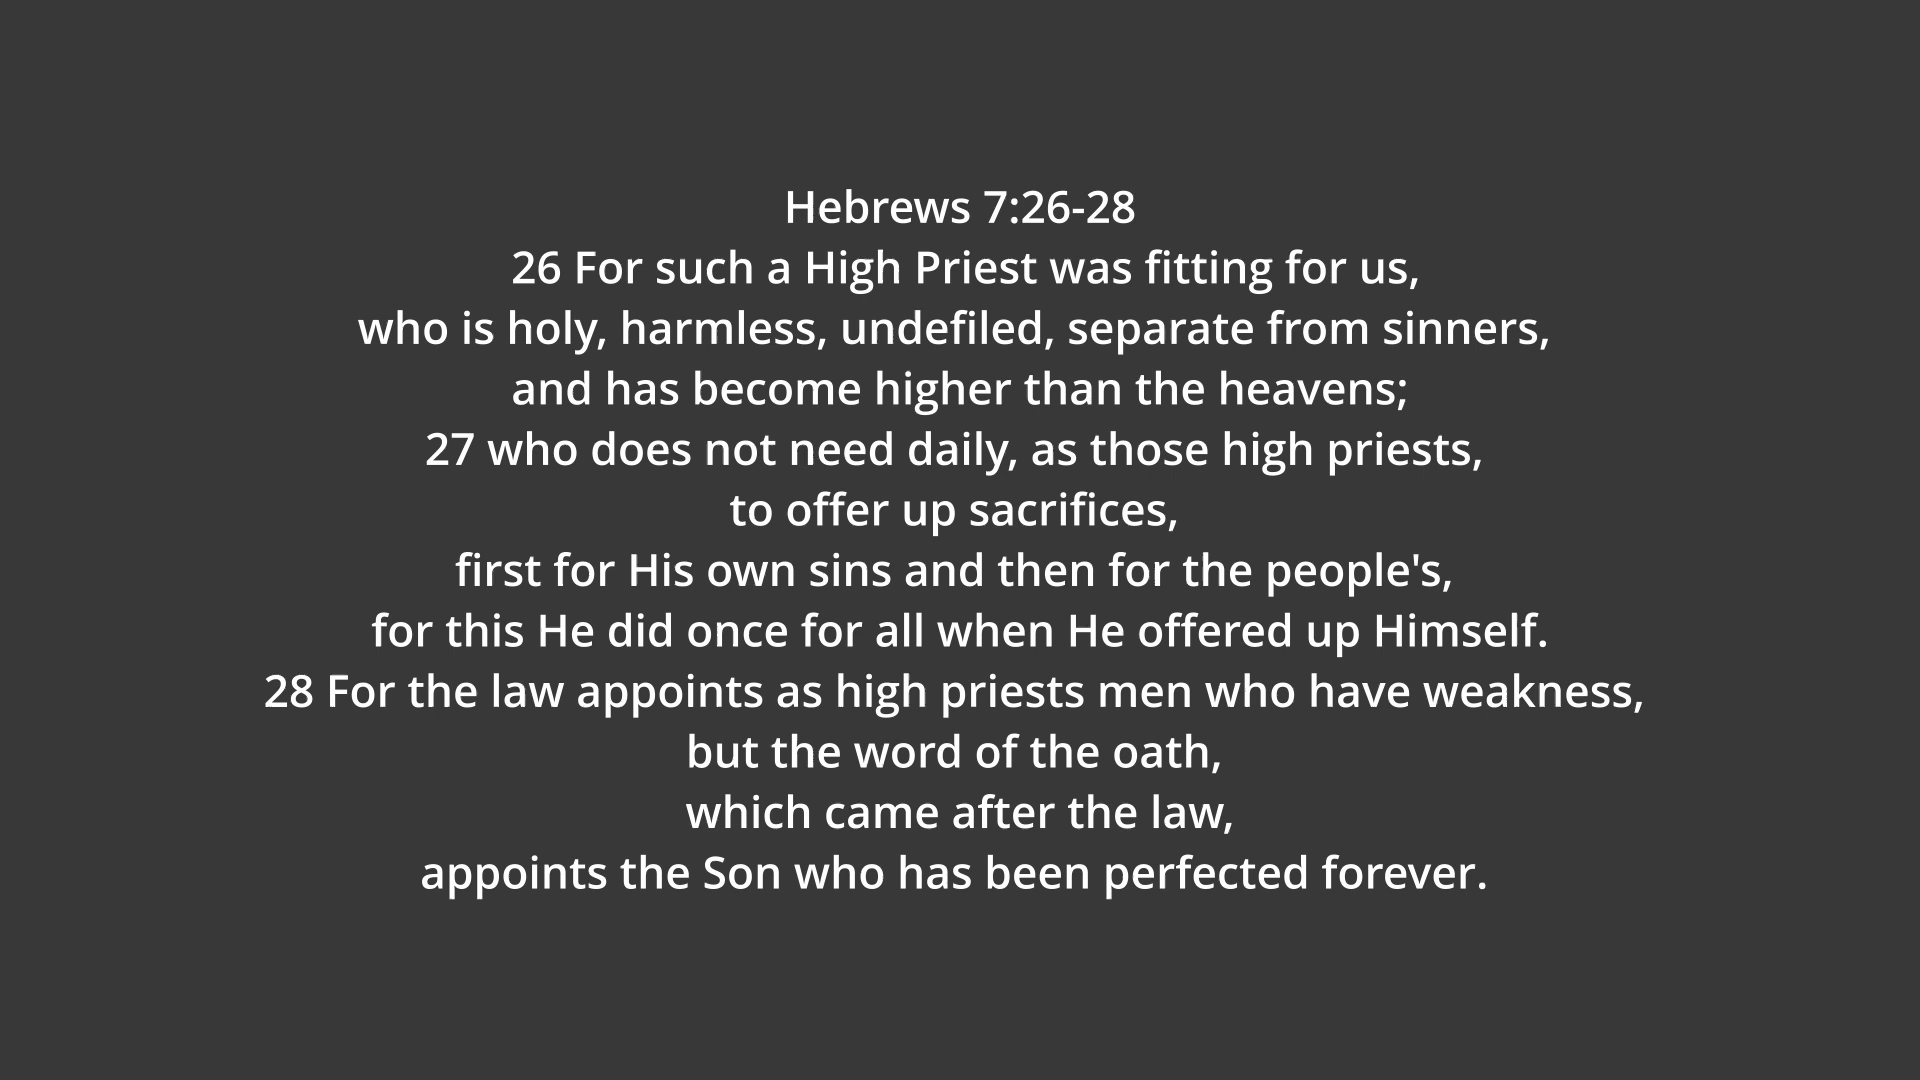 Hebrews 7:26-28
26 For such a High Priest was fitting for us,
who is holy, harmless, undefiled, separate from sinners,
and has become higher than the heavens;
27 who does not need daily, as those high priests,
to offer up sacrifices,
first for His own sins and then for the people's,
for this He did once for all when He offered up Himself.
28 For the law appoints as high priests men who have weakness,
but the word of the oath,
which came after the law,
appoints the Son who has been perfected forever.